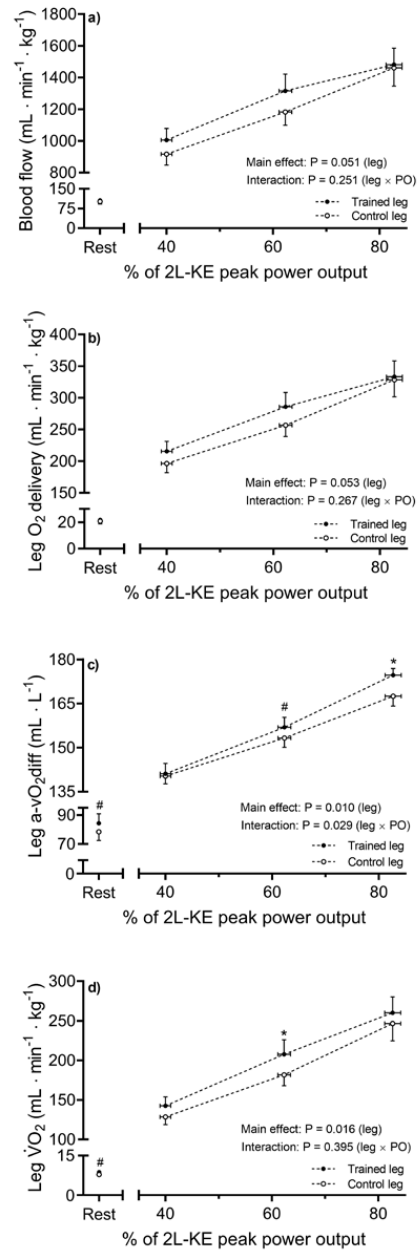 a)
Blood flow (mL · min⁻¹ · kg⁻¹)
1800
1600
1400
1200
1000
800
150
75
0
Main effect: P = 0.051 (leg)
Interaction: P = 0.251 (leg × PO)
Trained leg
Control leg
Rest 40 60 80
% of 2L-KE peak power output
b)
Leg O₂ delivery (mL · min⁻¹ · kg⁻¹)
400
350
300
250
200
150
20
0
Main effect: P = 0.053 (leg)
Interaction: P = 0.267 (leg × PO)
Trained leg
Control leg
Rest 40 60 80
% of 2L-KE peak power output
c)
Leg a-vO₂diff (mL · L⁻¹)
180
165
150
135
90
70
0
*
#
#
Main effect: P = 0.010 (leg)
Interaction: P = 0.029 (leg × PO)
Trained leg
Control leg
Rest 40 60 80
% of 2L-KE peak power output
d)
Leg V̇O₂ (mL · min⁻¹ · kg⁻¹)
300
250
200
150
100
15
0
*
#
Main effect: P = 0.016 (leg)
Interaction: P = 0.395 (leg × PO)
Trained leg
Control leg
Rest 40 60 80
% of 2L-KE peak power output